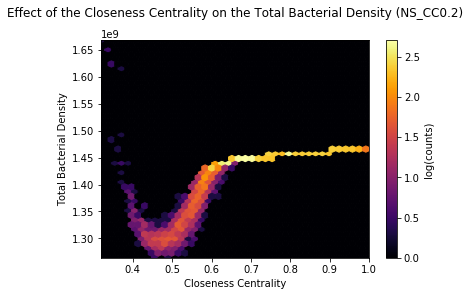 Effect of the Closeness Centrality on the Total Bacterial Density (NS_CC0.2)
1e9
1.65
1.60
1.55
1.50
1.45
1.40
1.35
1.30
Total Bacterial Density
0.4 0.5 0.6 0.7 0.8 0.9 1.0
Closeness Centrality
2.5
2.0
1.5
1.0
0.5
0.0
log(counts)